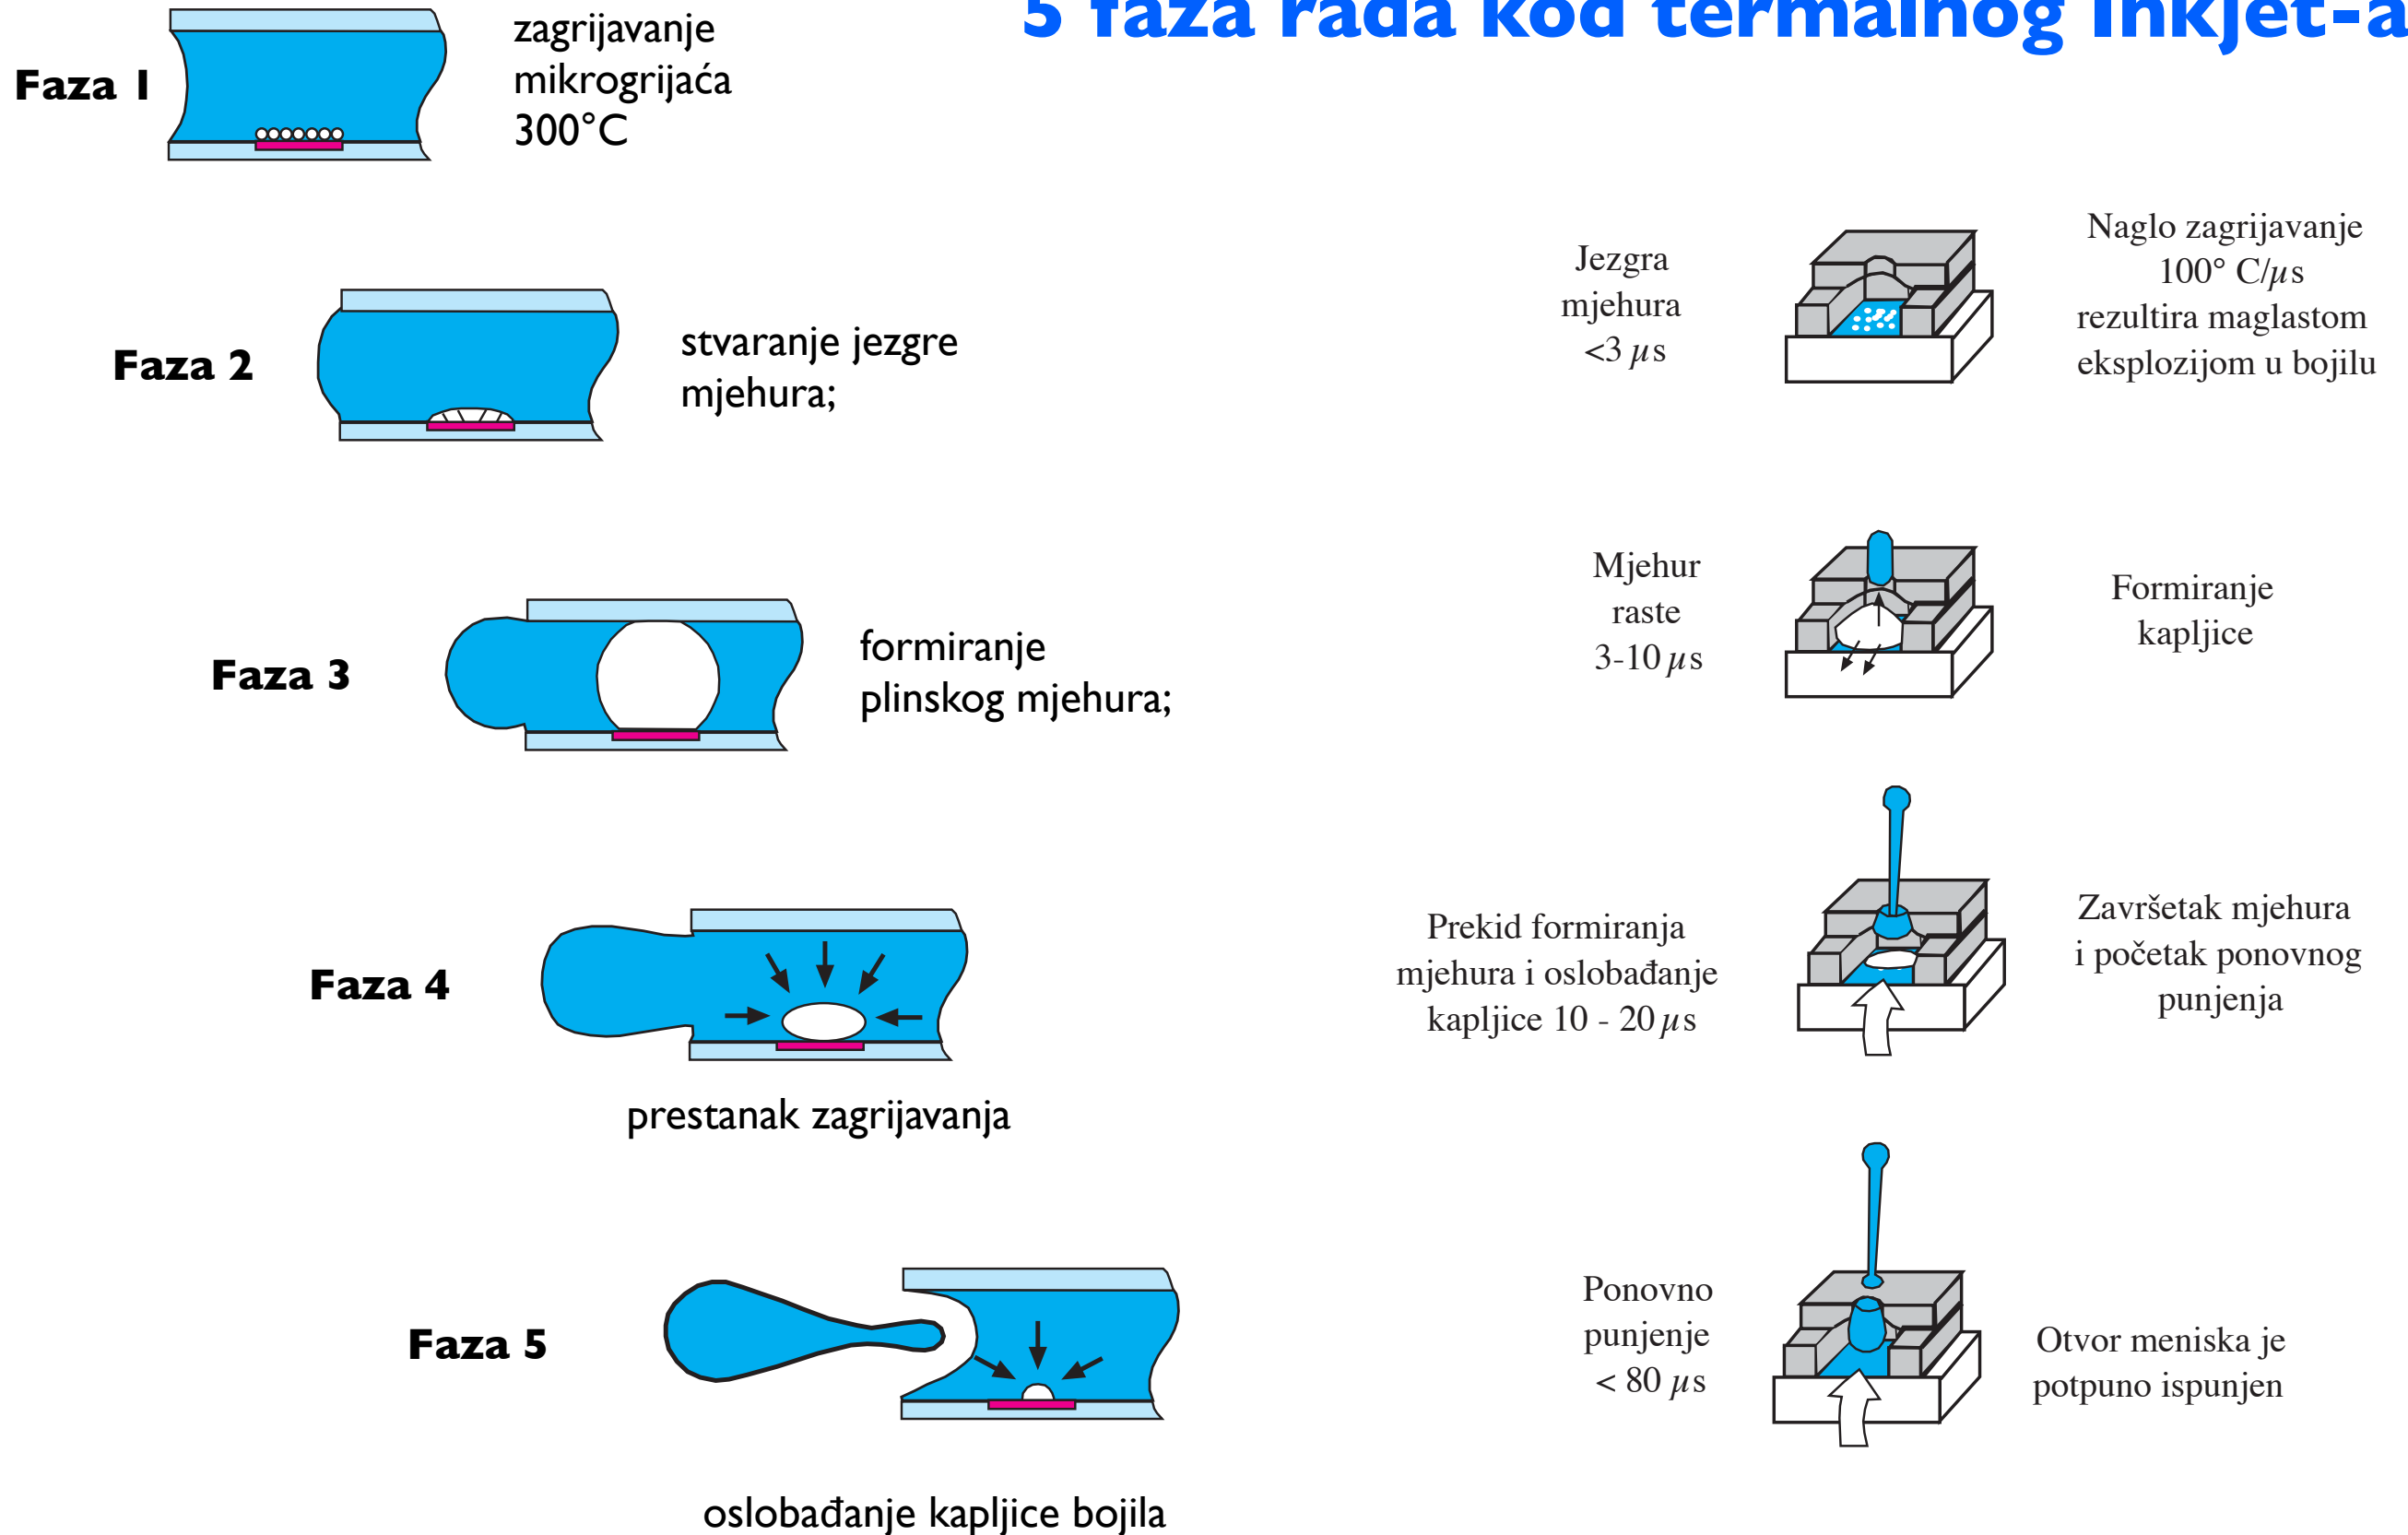 5 faza rada kod termalnog Inkjet-a
Faza 1
zagrijavanje
mikrogrijaća
300°C
Faza 2
stvaranje jezgre
mjehura;
Faza 3
formiranje
plinskog mjehura;
Faza 4
prestanak zagrijavanja
Faza 5
oslobađanje kapljice bojila
Jezgra
mjehura
<3 µs
Naglo zagrijavanje
100° C/µs
rezultira maglastom
eksplozijom u bojilu
Mjehur
raste
3-10 µs
Formiranje
kapljice
Prekid formiranja
mjehura i oslobađanje
kapljice 10 - 20 µs
Završetak mjehura
i početak ponovnog
punjenja
Ponovno
punjenje
< 80 µs
Otvor meniska je
potpuno ispunjen